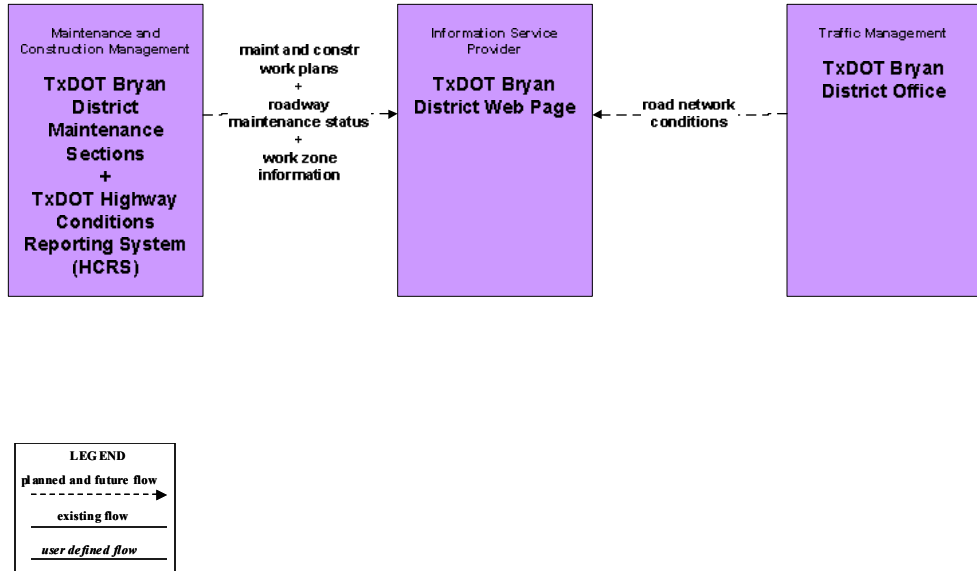 Maintenance and
Construction Management
TxDOT Bryan
District
Maintenance
Sections
+
TxDOT Highway
Conditions
Reporting System
(HCRS)
maint and constr
work plans
+
roadway
maintenance status
+
work zone
information
Information Service
Provider
TxDOT Bryan
District Web Page
road network
conditions
Traffic Management
TxDOT Bryan
District Office
LEGEND
planned and future flow
existing flow
user defined flow